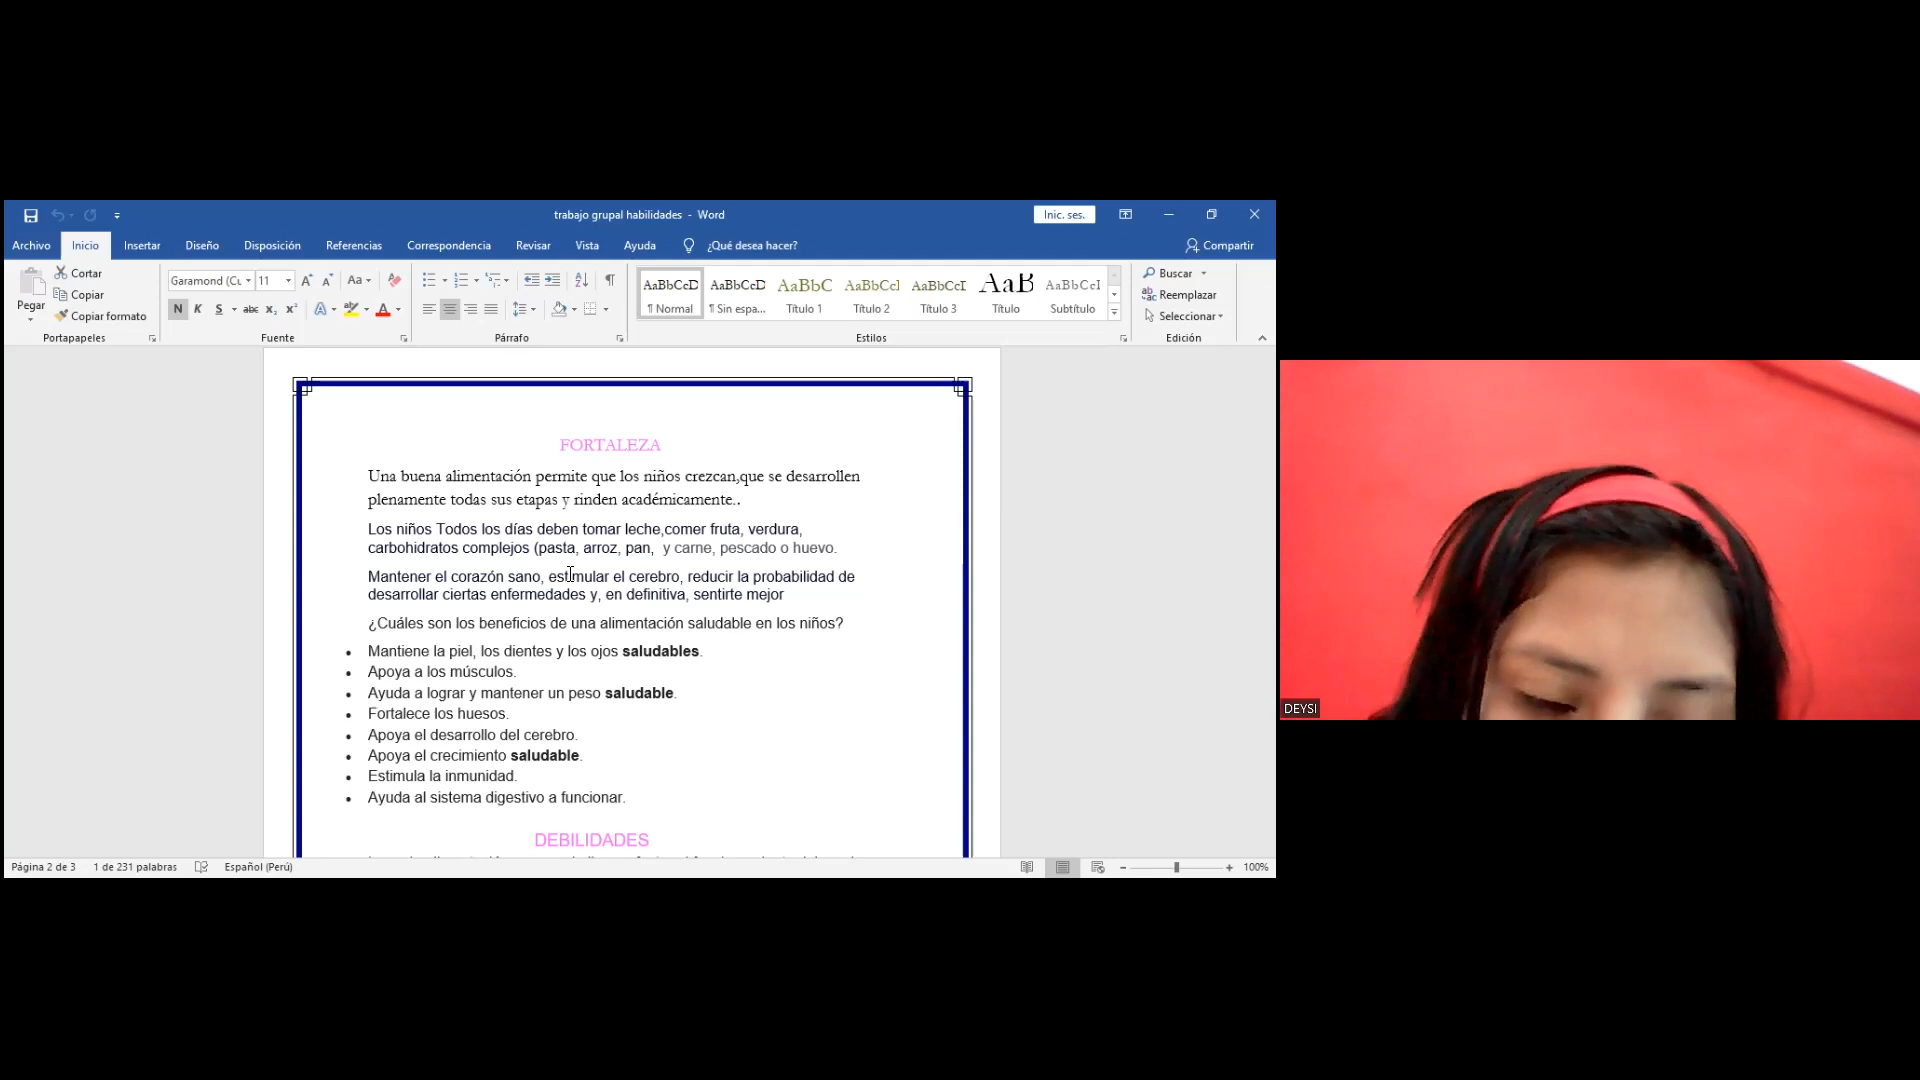 trabajo grupal habilidades - Word
Inic. ses.
Archivo Inicio Insertar Diseño Disposición Referencias Correspondencia Revisar Vista Ayuda ¿Qué desea hacer? Compartir
Pegar
Cortar
Copiar
Copiar formato
Portapapeles
Garamond (Cu 11
Aa
N K S abc x₂ x² A A
Fuente
Párrafo
AaBbCcD AaBbCcD AaBbC AaBbCcI AaBbCcI AaB AaBbCcI
¶ Normal ¶ Sin espa... Título 1 Título 2 Título 3 Título Subtítulo
Estilos
Buscar
Reemplazar
Seleccionar
Edición
FORTALEZA
Una buena alimentación permite que los niños crezcan,que se desarrollen
plenamente todas sus etapas y rinden académicamente..
Los niños Todos los días deben tomar leche,comer fruta, verdura,
carbohidratos complejos (pasta, arroz, pan,  y carne, pescado o huevo.
Mantener el corazón sano, estimular el cerebro, reducir la probabilidad de
desarrollar ciertas enfermedades y, en definitiva, sentirte mejor
¿Cuáles son los beneficios de una alimentación saludable en los niños?
• Mantiene la piel, los dientes y los ojos saludables.
• Apoya a los músculos.
• Ayuda a lograr y mantener un peso saludable.
• Fortalece los huesos.
• Apoya el desarrollo del cerebro.
• Apoya el crecimiento saludable.
• Estimula la inmunidad.
• Ayuda al sistema digestivo a funcionar.
DEBILIDADES
Página 2 de 3 1 de 231 palabras Español (Perú) 100%
DEYSI